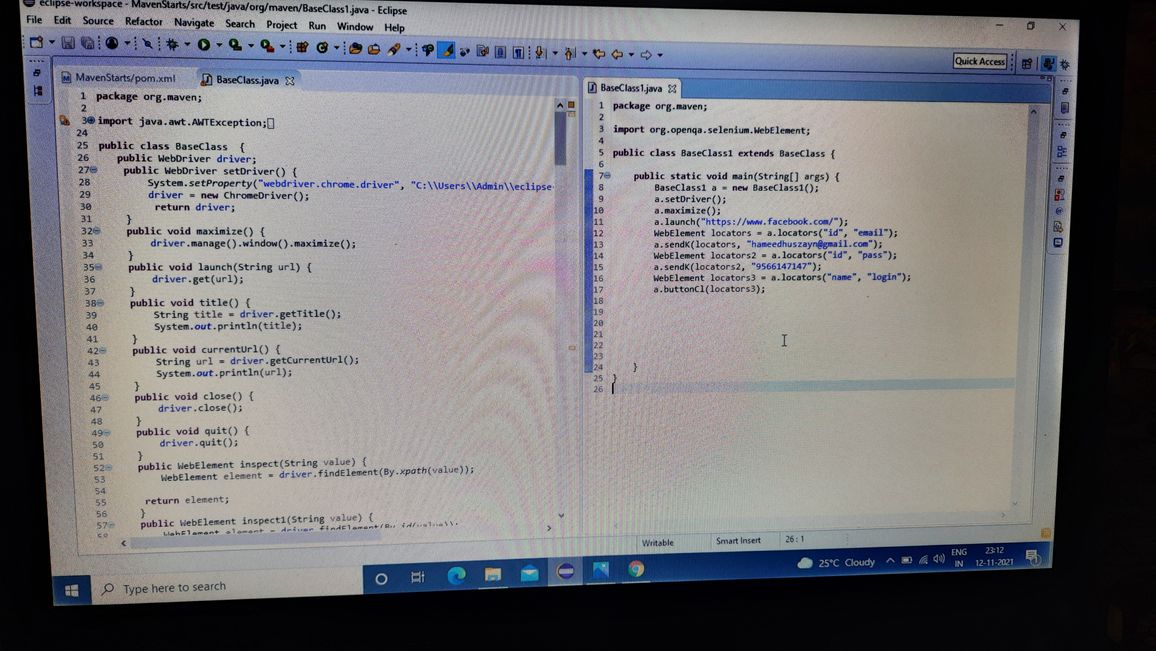 eclipse-workspace - MavenStarts/src/test/java/org/maven/BaseClass1.java - Eclipse
File Edit Source Refactor Navigate Search Project Run Window Help
Quick Access
MavenStarts/pom.xml BaseClass.java
1 package org.maven;
2
3 import java.awt.AWTException;
24
25 public class BaseClass {
26 public WebDriver driver;
27 public WebDriver setDriver() {
28 System.setProperty("webdriver.chrome.driver", "C:\\Users\\Admin\\eclipse-
29 driver = new ChromeDriver();
30 return driver;
31 }
32 public void maximize() {
33 driver.manage().window().maximize();
34 }
35 public void launch(String url) {
36 driver.get(url);
37 }
38 public void title() {
39 String title = driver.getTitle();
40 System.out.println(title);
41 }
42 public void currentUrl() {
43 String url = driver.getCurrentUrl();
44 System.out.println(url);
45 }
46 public void close() {
47 driver.close();
48 }
49 public void quit() {
50 driver.quit();
51 }
52 public WebElement inspect(String value) {
53 WebElement element = driver.findElement(By.xpath(value));
54
55 return element;
56 }
57 public WebElement inspect1(String value) {
58 WebElement element = driver.findElement(By.id(value));
BaseClass1.java
1 package org.maven;
2
3 import org.openqa.selenium.WebElement;
4
5 public class BaseClass1 extends BaseClass {
6
7 public static void main(String[] args) {
8 BaseClass1 a = new BaseClass1();
9 a.setDriver();
10 a.maximize();
11 a.launch("https://www.facebook.com/");
12 WebElement locators = a.locators("id", "email");
13 a.sendK(locators, "hameedhuszayn@gmail.com");
14 WebElement locators2 = a.locators("id", "pass");
15 a.sendK(locators2, "9566147147");
16 WebElement locators3 = a.locators("name", "login");
17 a.buttonCl(locators3);
18
19
20
21
22
23
24 }
25 }
26
Writable Smart Insert 26 : 1
Type here to search
25°C Cloudy
ENG
IN
23:12
12-11-2021